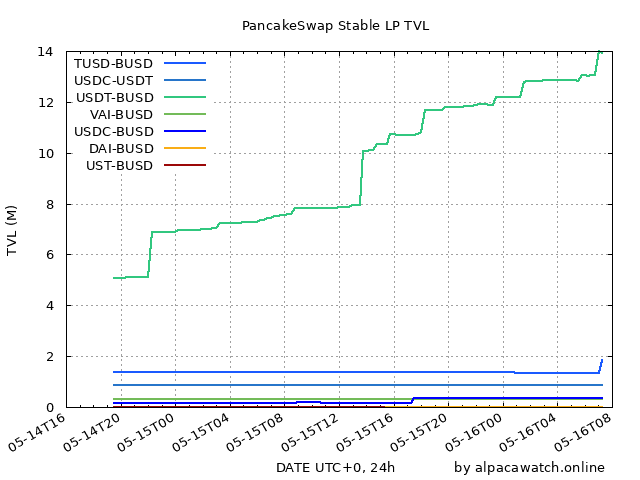 PancakeSwap Stable LP TVL
TUSD-BUSD
USDC-USDT
USDT-BUSD
VAI-BUSD
USDC-BUSD
DAI-BUSD
UST-BUSD
TVL (M)
14
12
10
8
6
4
2
0
05-14T16
05-14T20
05-15T00
05-15T04
05-15T08
05-15T12
05-15T16
05-15T20
05-16T00
05-16T04
05-16T08
DATE UTC+0, 24h
by alpacawatch.online